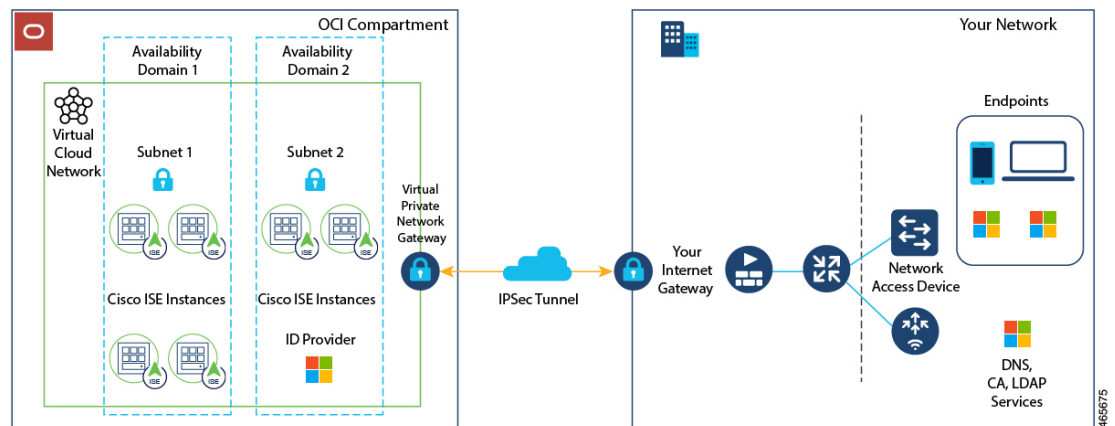 OCI Compartment
Availability
Domain 1
Availability
Domain 2
Virtual
Cloud
Network
Subnet 1
Subnet 2
ISE
ISE
ISE
ISE
Cisco ISE Instances
Cisco ISE Instances
ISE
ISE
ID Provider
Virtual
Private
Network
Gateway
IPSec Tunnel
Your Network
Your
Internet
Gateway
Network
Access Device
Endpoints
DNS,
CA, LDAP
Services
465675